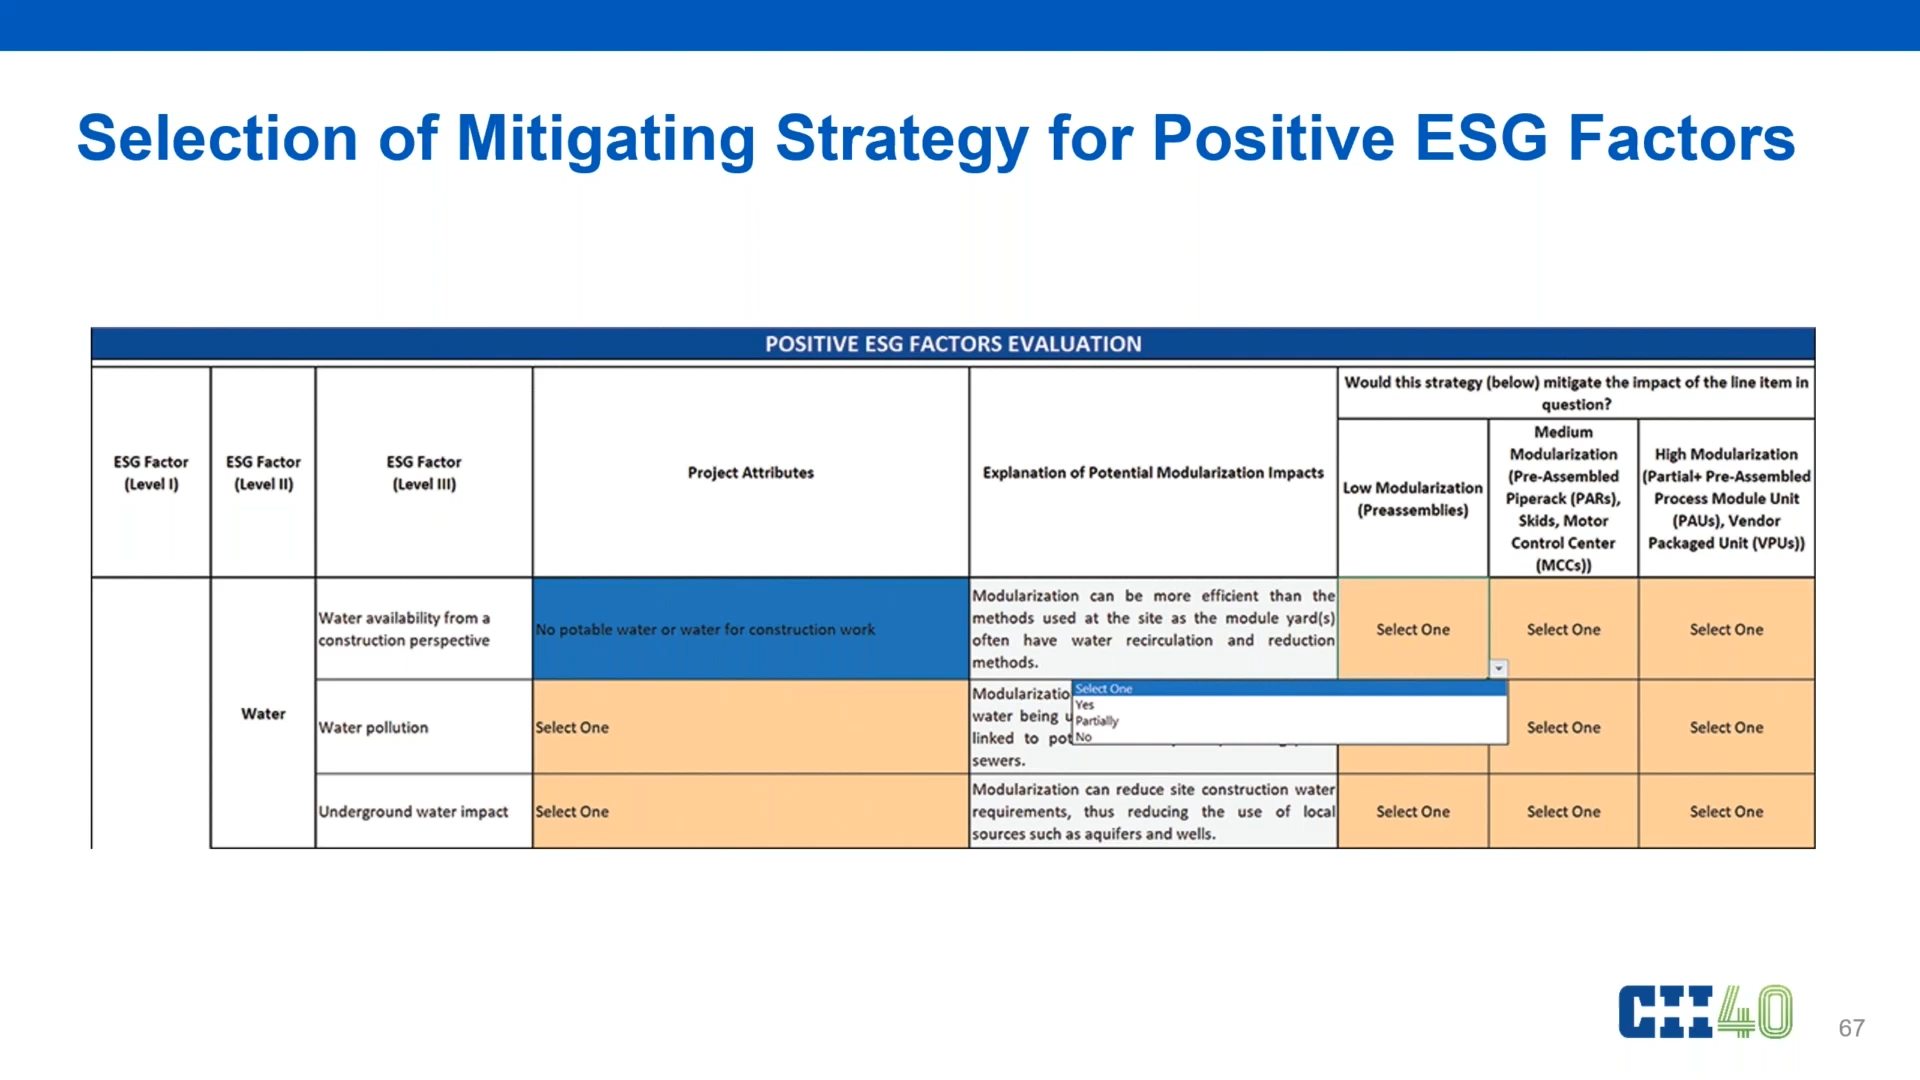 Selection of Mitigating Strategy for Positive ESG Factors
POSITIVE ESG FACTORS EVALUATION
ESG Factor
(Level I)
ESG Factor
(Level II)
ESG Factor
(Level III)
Project Attributes
Explanation of Potential Modularization Impacts
Would this strategy (below) mitigate the impact of the line item in
question?
Low Modularization
(Preassemblies)
Medium
Modularization
(Pre-Assembled
Piperack (PARs),
Skids, Motor
Control Center
(MCCs))
High Modularization
(Partial+ Pre-Assembled
Process Module Unit
(PAUs), Vendor
Packaged Unit (VPUs))
Water
Water availability from a
construction perspective
No potable water or water for construction work
Modularization can be more efficient than the
methods used at the site as the module yard(s)
often have water recirculation and reduction
methods.
Select One
Select One
Select One
Water pollution
Select One
Modularizatio
water being u
linked to pot
sewers.
Select One
Yes
Partially
No
Select One
Select One
Underground water impact
Select One
Modularization can reduce site construction water
requirements, thus reducing the use of local
sources such as aquifers and wells.
Select One
Select One
Select One
CII40
67